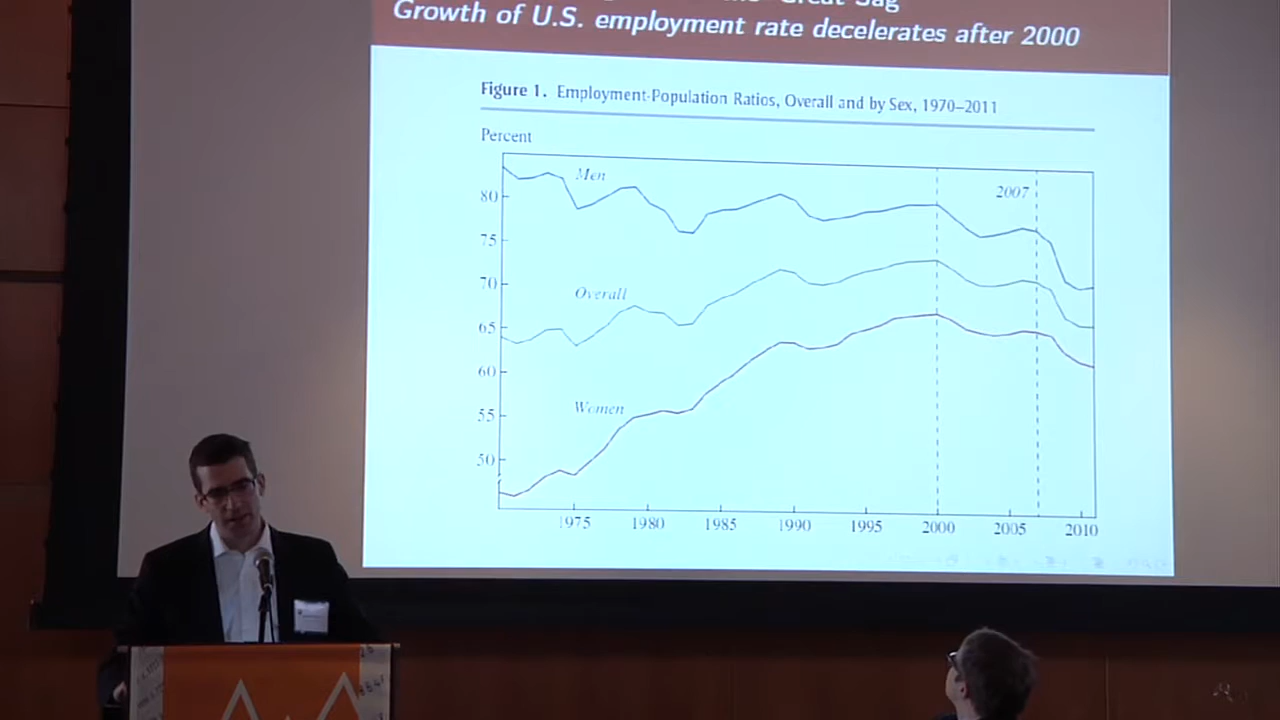 Great Sag
Growth of U.S. employment rate decelerates after 2000
Figure 1. Employment-Population Ratios, Overall and by Sex, 1970–2011
Percent
Men
2007
80
75
70
Overall
65
60
Women
55
50
1975 1980 1985 1990 1995 2000 2005 2010